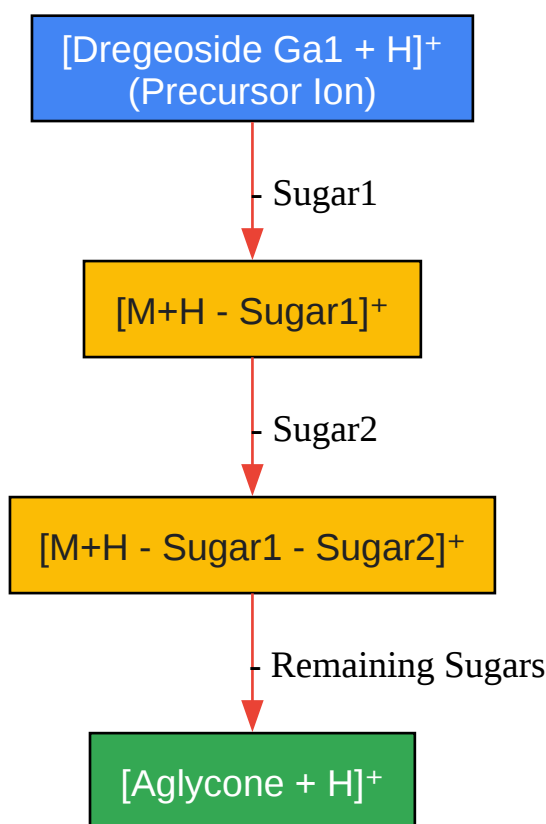 [Dregeoside Ga1 + H]⁺
(Precursor Ion)
- Sugar1
[M+H - Sugar1]⁺
- Sugar2
[M+H - Sugar1 - Sugar2]⁺
- Remaining Sugars
[Aglycone + H]⁺